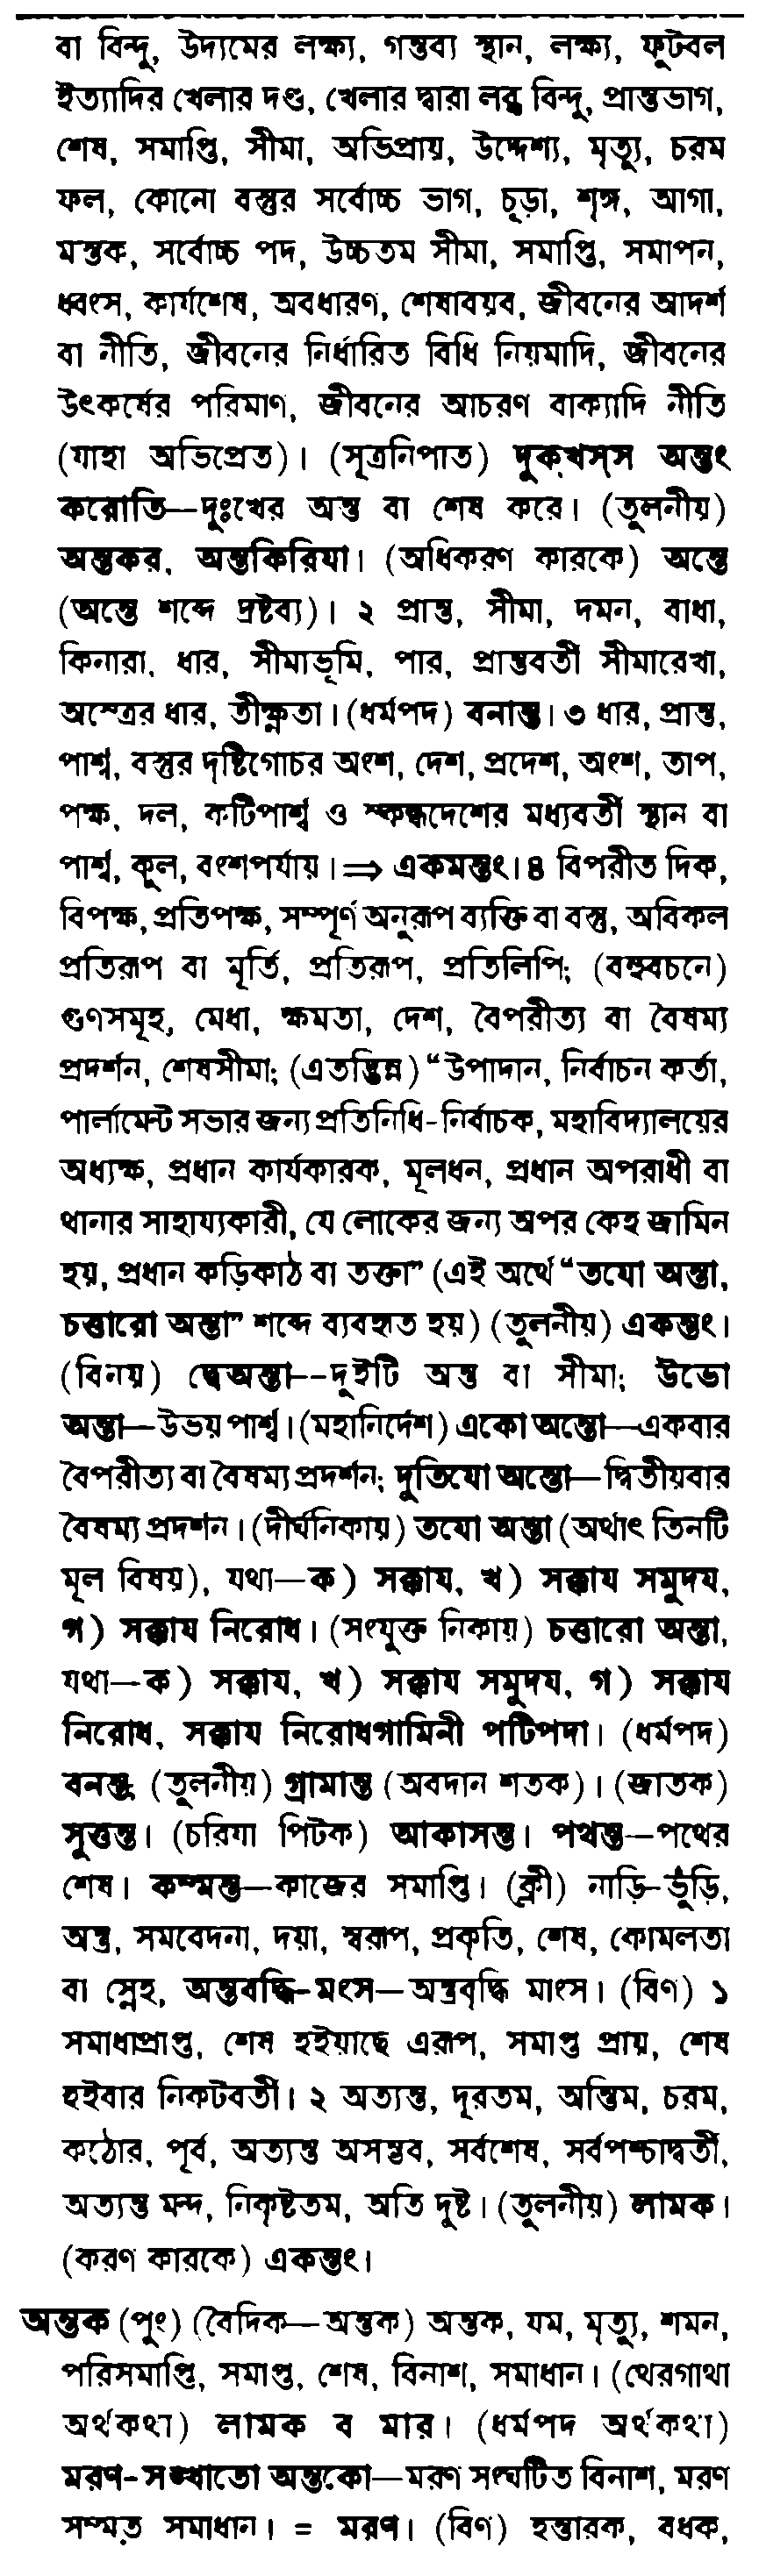 বা বিন্দু, উদ্যমের লক্ষ্য, গন্তব্য স্থান, লক্ষ্য, ফুটবল
ইত্যাদির খেলার দণ্ড, খেলার দ্বারা লব্ধ বিন্দু, প্রান্তভাগ,
শেষ, সমাপ্তি, সীমা, অভিপ্রায়, উদ্দেশ্য, মৃত্যু, চরম
ফল, কোনো বস্তুর সর্বোচ্চ ভাগ, চূড়া, শৃঙ্গ, আগা,
মস্তক, সর্বোচ্চ পদ, উচ্চতম সীমা, সমাপ্তি, সমাপন,
ধ্বংস, কার্যশেষ, অবধারণ, শেষাবয়ব, জীবনের আদর্শ
বা নীতি, জীবনের নির্ধারিত বিধি নিয়মাদি, জীবনের
উৎকর্ষের পরিমাণ, জীবনের আচরণ বাক্যাদি নীতি
(যাহা অভিপ্রেত)। (সূত্রনিপাত) দুক্খস্স অন্তং
করোতি—দুঃখের অন্ত বা শেষ করে। (তুলনীয়)
অন্তকর, অন্তকিরিযা। (অধিকরণ কারকে) অন্তে
(অন্তে শব্দে দ্রষ্টব্য)। ২ প্রান্ত, সীমা, দমন, বাধা,
কিনারা, ধার, সীমাভূমি, পার, প্রান্তবর্তী সীমারেখা,
অস্ত্রের ধার, তীক্ষ্ণতা। (ধর্মপদ) বনান্ত। ৩ ধার, প্রান্ত,
পার্শ্ব, বস্তুর দৃষ্টিগোচর অংশ, দেশ, প্রদেশ, অংশ, তাপ,
পক্ষ, দল, কটিপার্শ্ব ও স্কন্ধদেশের মধ্যবর্তী স্থান বা
পার্শ্ব, কূল, বংশপর্যায়। ⇒ একমন্তং। ৪ বিপরীত দিক,
বিপক্ষ, প্রতিপক্ষ, সম্পূর্ণ অনুরূপ ব্যক্তি বা বস্তু, অবিকল
প্রতিরূপ বা মূর্তি, প্রতিরূপ, প্রতিলিপি; (বহুবচনে)
গুণসমূহ, মেধা, ক্ষমতা, দেশ, বৈপরীত্য বা বৈষম্য
প্রদর্শন, শেষসীমা; (এতদ্ভিন্ন) “উপাদান, নির্বাচন কর্তা,
পার্লামেন্ট সভার জন্য প্রতিনিধি-নির্বাচক, মহাবিদ্যালয়ের
অধ্যক্ষ, প্রধান কার্যকারক, মূলধন, প্রধান অপরাধী বা
থানার সাহায্যকারী, যে লোকের জন্য অপর কেহ জামিন
হয়, প্রধান কড়িকাঠ বা তক্তা” (এই অর্থে “তযো অন্তা,
চত্তারো অন্তা” শব্দে ব্যবহৃত হয়) (তুলনীয়) একন্তং।
(বিনয়) দ্বেঅন্তা--দুইটি অন্ত বা সীমা; উভো
অন্তা—উভয় পার্শ্ব। (মহানির্দেশ) একো অন্তো—একবার
বৈপরীত্য বা বৈষম্য প্রদর্শন; দুতিযো অন্তো—দ্বিতীয়বার
বৈষম্য প্রদর্শন। (দীর্ঘনিকায়) তযো অন্তা (অর্থাৎ তিনটি
মূল বিষয়), যথা—ক) সক্কায, খ) সক্কায সমুদয,
গ) সক্কায নিরোধ। (সংযুক্ত নিকায়) চত্তারো অন্তা,
যথা—ক) সক্কায, খ) সক্কায সমুদয, গ) সক্কায
নিরোধ, সক্কায নিরোধগামিনী পটিপদা। (ধর্মপদ)
বনন্ত; (তুলনীয়) গ্রামান্ত (অবদান শতক)। (জাতক)
সুত্তন্ত। (চরিযা পিটক) আকাসন্ত। পথন্ত—পথের
শেষ। কম্মন্ত—কাজের সমাপ্তি। (ক্লী) নাড়ি-ভুঁড়ি,
অন্ত্র, সমবেদনা, দয়া, স্বরূপ, প্রকৃতি, শেষ, কোমলতা
বা স্নেহ, অন্তবদ্ধি-মংস—অন্ত্রবৃদ্ধি মাংস। (বিণ) ১
সমাধাপ্রাপ্ত, শেষ হইয়াছে এরূপ, সমাপ্ত প্রায়, শেষ
হইবার নিকটবর্তী। ২ অত্যন্ত, দূরতম, অন্তিম, চরম,
কঠোর, পূর্ব, অত্যন্ত অসম্ভব, সর্বশেষ, সর্বপশ্চাদ্বর্তী,
অত্যন্ত মন্দ, নিকৃষ্টতম, অতি দুষ্ট। (তুলনীয়) লামক।
(করণ কারকে) একন্তং।
অন্তক (পুং) (বৈদিক—অন্তক) অন্তক, যম, মৃত্যু, শমন,
পরিসমাপ্তি, সমাপ্ত, শেষ, বিনাশ, সমাধান। (থেরগাথা
অর্থকথা) লামক ব মার। (ধর্মপদ অর্থকথা)
মরণ-সঙ্খাতো অন্তকো—মরণ সংঘটিত বিনাশ, মরণ
সম্মত সমাধান। = মরণ। (বিণ) হন্তারক, বধক,